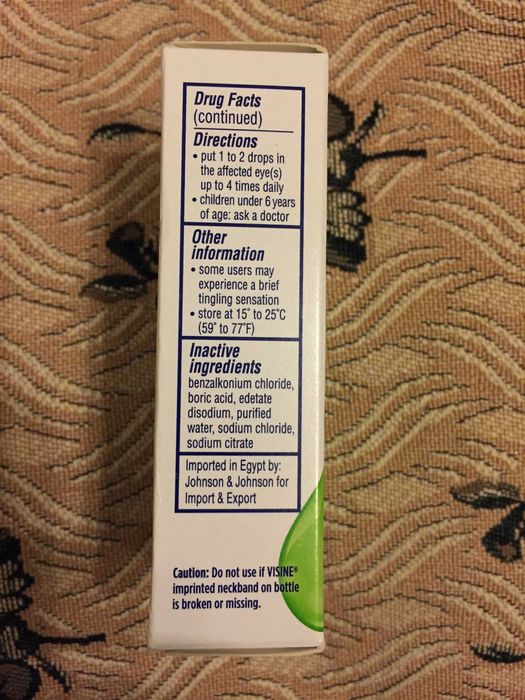 Drug Facts
(continued)
Directions
• put 1 to 2 drops in
the affected eye(s)
up to 4 times daily
• children under 6 years
of age: ask a doctor
Other
information
• some users may
experience a brief
tingling sensation
• store at 15° to 25°C
(59° to 77°F)
Inactive
ingredients
benzalkonium chloride,
boric acid, edetate
disodium, purified
water, sodium chloride,
sodium citrate
Imported in Egypt by:
Johnson & Johnson for
Import & Export
Caution: Do not use if VISINE®
imprinted neckband on bottle
is broken or missing.